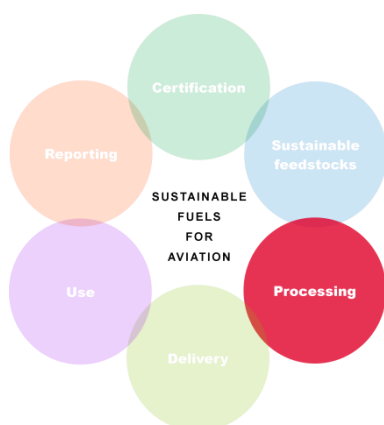 Certification
Reporting
Sustainable
feedstocks
SUSTAINABLE
FUELS
FOR
AVIATION
Use
Processing
Delivery